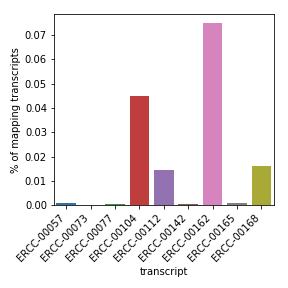 0.07
0.06
0.05
0.04
0.03
0.02
0.01
0.00
% of mapping transcripts
ERCC-00057
ERCC-00073
ERCC-00077
ERCC-00104
ERCC-00112
ERCC-00142
ERCC-00162
ERCC-00165
ERCC-00168
transcript